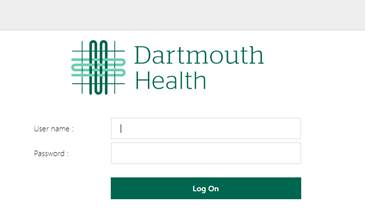 Dartmouth
Health
User name :
Password :
Log On